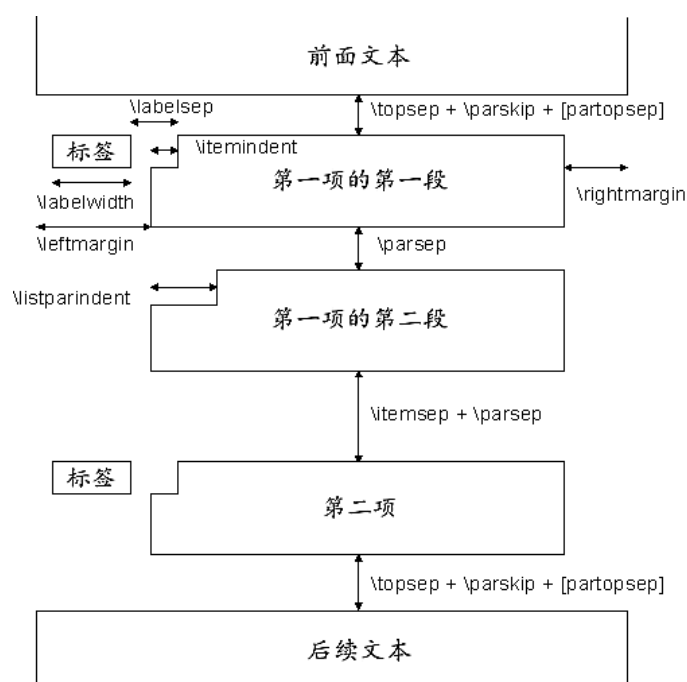 前面文本
\labelsep
\topsep + \parskip + [partopsep]
标签
\itemindent
第一项的第一段
\labelwidth
\rightmargin
\leftmargin
\parsep
\listparindent
第一项的第二段
\itemsep + \parsep
标签
第二项
\topsep + \parskip + [partopsep]
后续文本